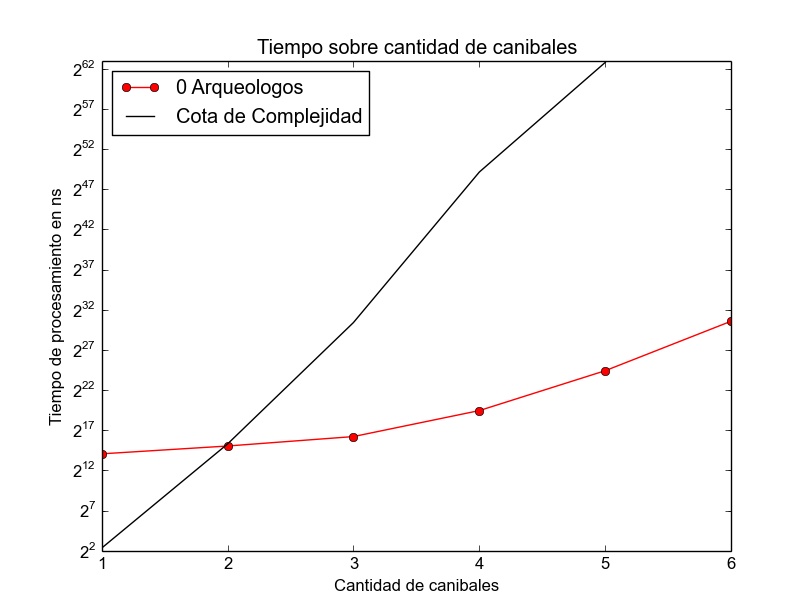 Tiempo sobre cantidad de canibales
0 Arqueologos
Cota de Complejidad
Tiempo de procesamiento en ns
2^62
2^57
2^52
2^47
2^42
2^37
2^32
2^27
2^22
2^17
2^12
2^7
2^2
1 2 3 4 5 6
Cantidad de canibales